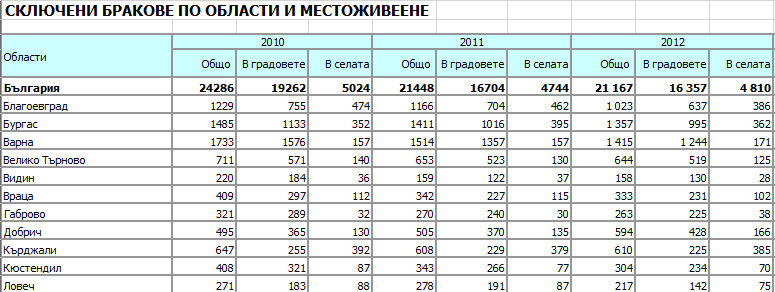 СКЛЮЧЕНИ БРАКОВЕ ПО ОБЛАСТИ И МЕСТОЖИВЕЕНЕ
Области 2010 2011 2012
Общо В градовете В селата Общо В градовете В селата Общо В градовете В селата
България 24286 19262 5024 21448 16704 4744 21 167 16 357 4 810
Благоевград 1229 755 474 1166 704 462 1 023 637 386
Бургас 1485 1133 352 1411 1016 395 1 357 995 362
Варна 1733 1576 157 1514 1357 157 1 415 1 244 171
Велико Търново 711 571 140 653 523 130 644 519 125
Видин 220 184 36 159 122 37 158 130 28
Враца 409 297 112 342 227 115 333 231 102
Габрово 321 289 32 270 240 30 263 225 38
Добрич 495 365 130 505 370 135 594 428 166
Кърджали 647 255 392 608 229 379 610 225 385
Кюстендил 408 321 87 343 266 77 304 234 70
Ловеч 271 183 88 278 191 87 217 142 75